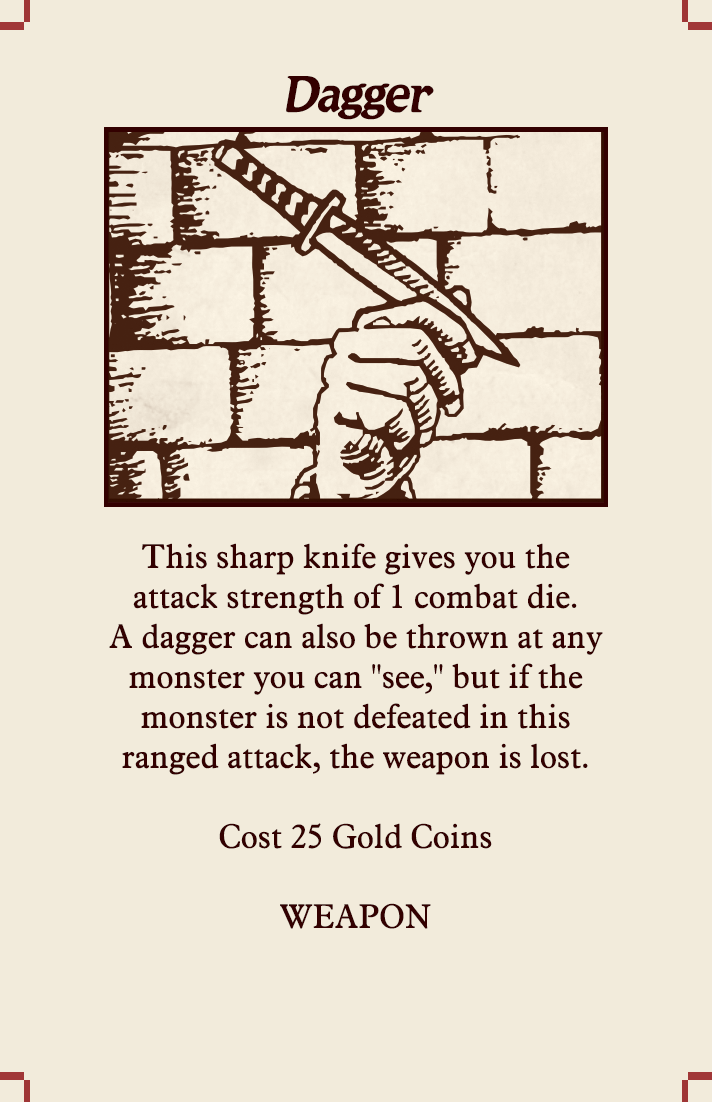 Dagger
This sharp knife gives you the
attack strength of 1 combat die.
A dagger can also be thrown at any
monster you can "see," but if the
monster is not defeated in this
ranged attack, the weapon is lost.
Cost 25 Gold Coins
WEAPON